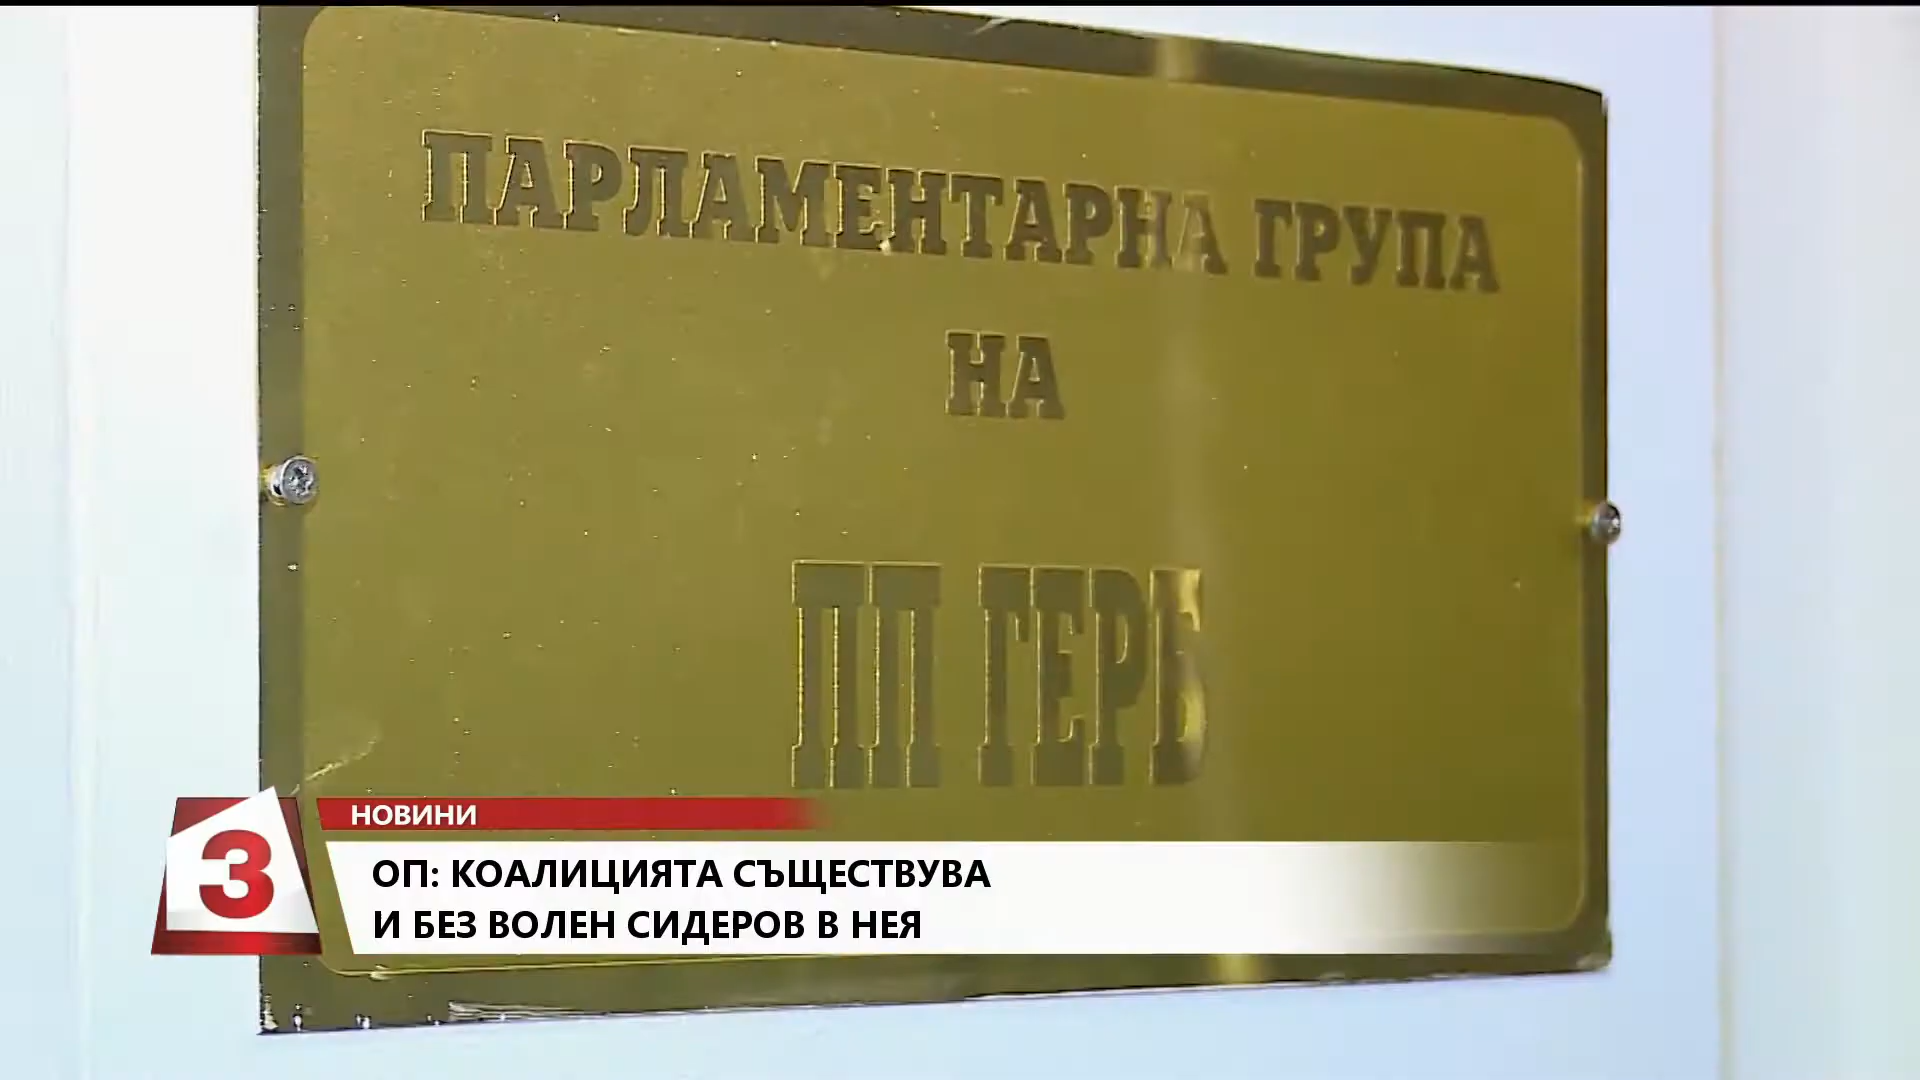 ПАРЛАМЕНТАРНА ГРУПА
НА
ПП ГЕРБ
НОВИНИ
3
ОП: КОАЛИЦИЯТА СЪЩЕСТВУВА
И БЕЗ ВОЛЕН СИДЕРОВ В НЕЯ